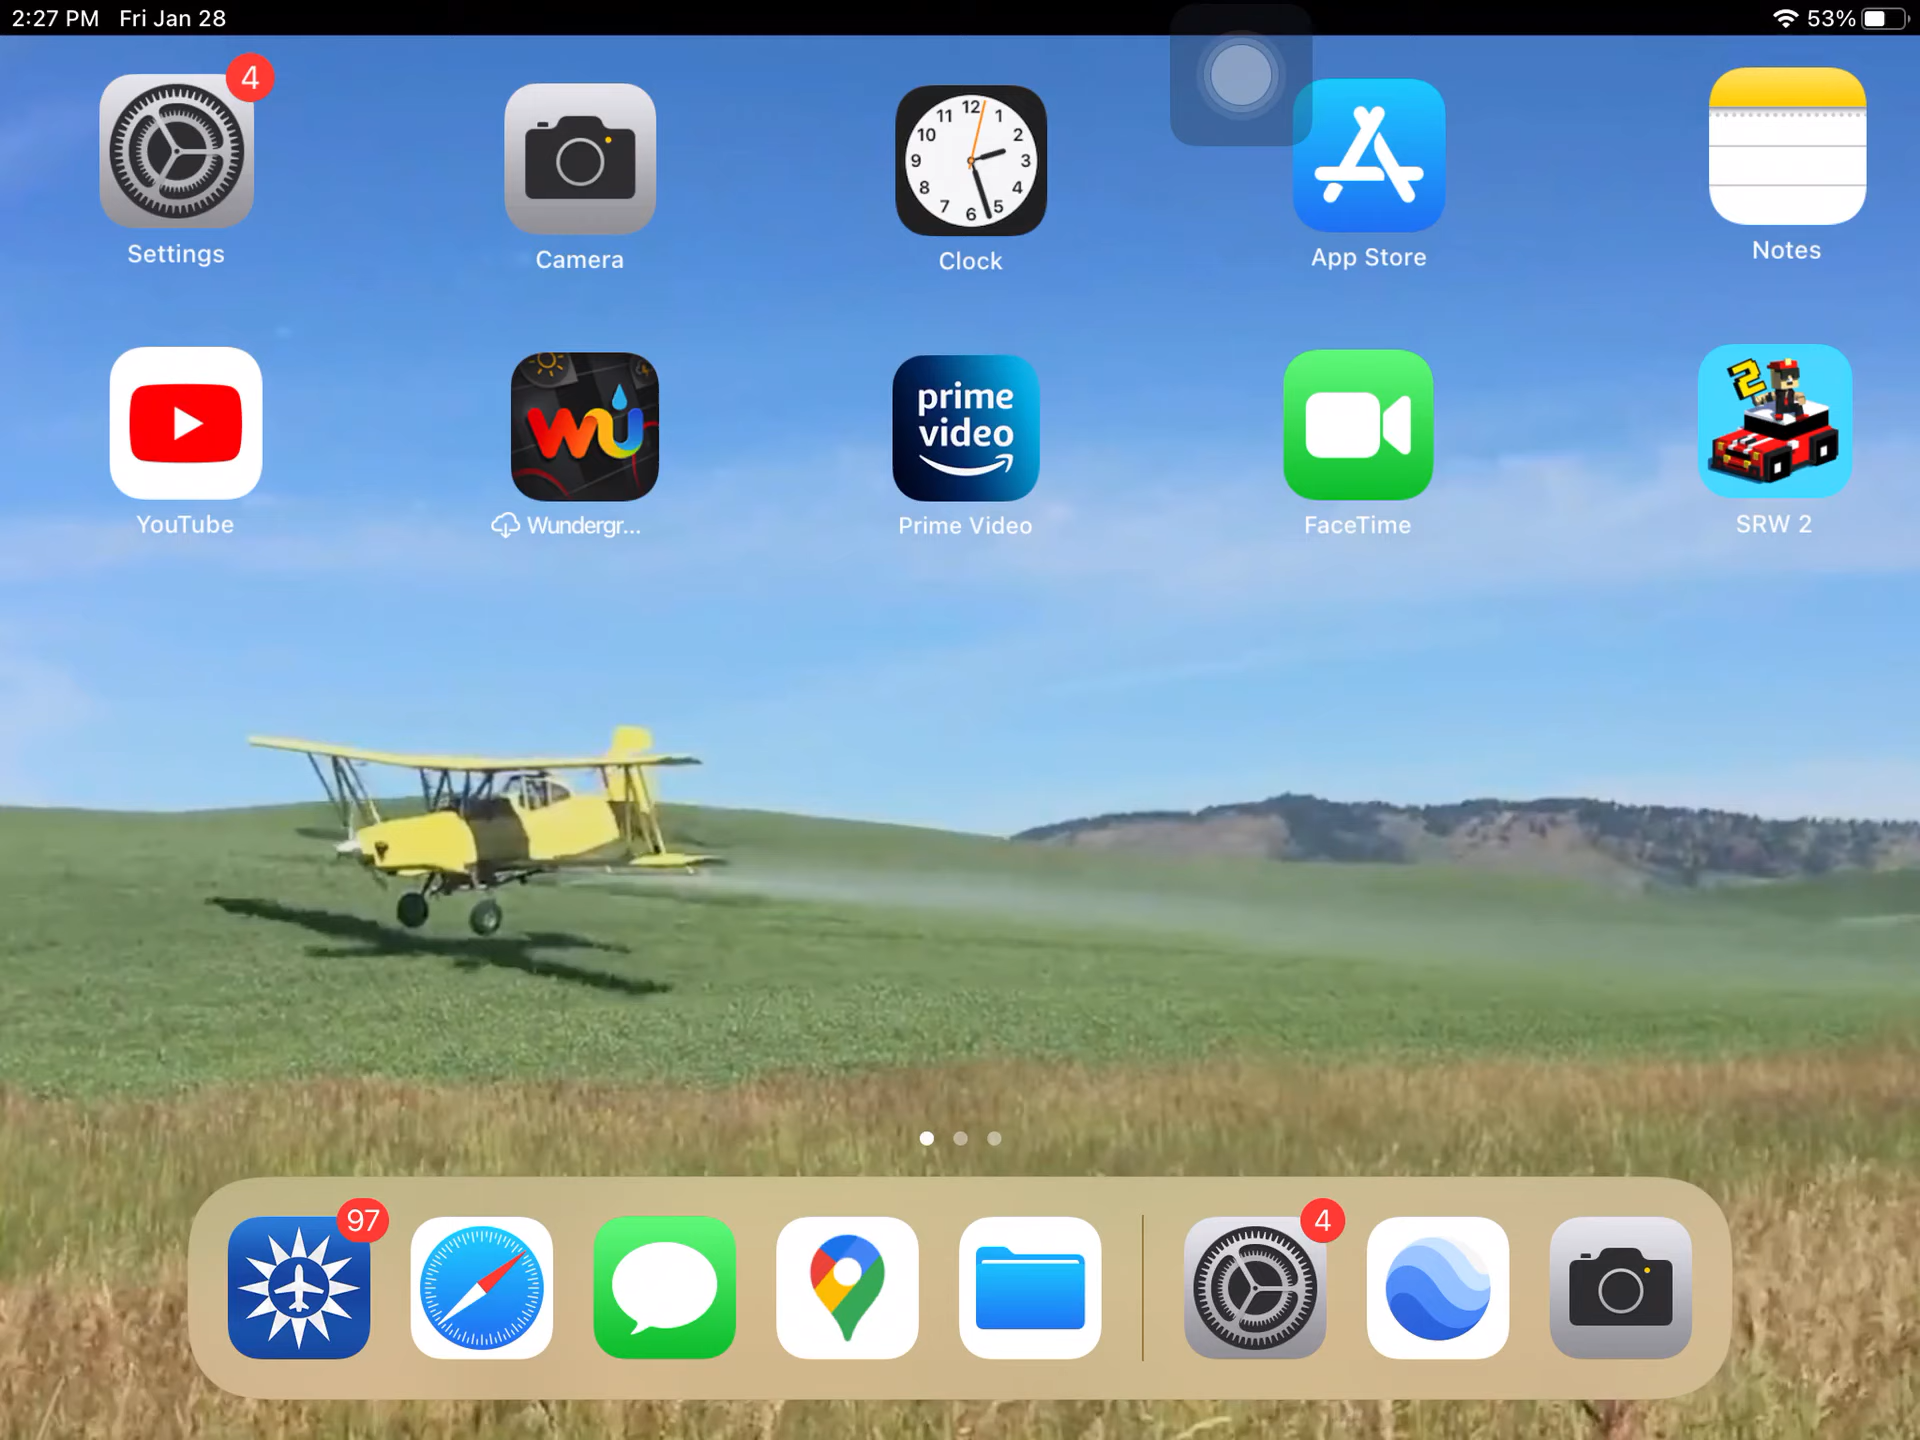 2:27 PM Fri Jan 28
53%
4
12
11 1
10 2
9 3
8 4
7 5
6
Settings
Camera
Clock
App Store
Notes
wu
prime
video
2
YouTube
Wundergr...
Prime Video
FaceTime
SRW 2
97
4